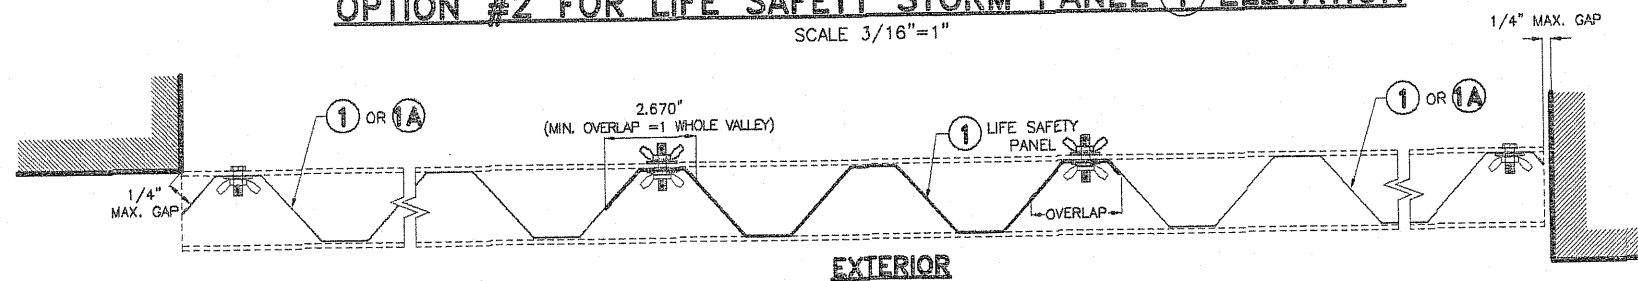 OPTION #2 FOR LIFE SAFETY STORM PANEL 1 ELEVATION
SCALE 3/16"=1"
1/4" MAX. GAP
1 OR 1A
2.670"
(MIN. OVERLAP =1 WHOLE VALLEY)
1 LIFE SAFETY
PANEL
1 OR 1A
1/4"
MAX. GAP
OVERLAP
EXTERIOR